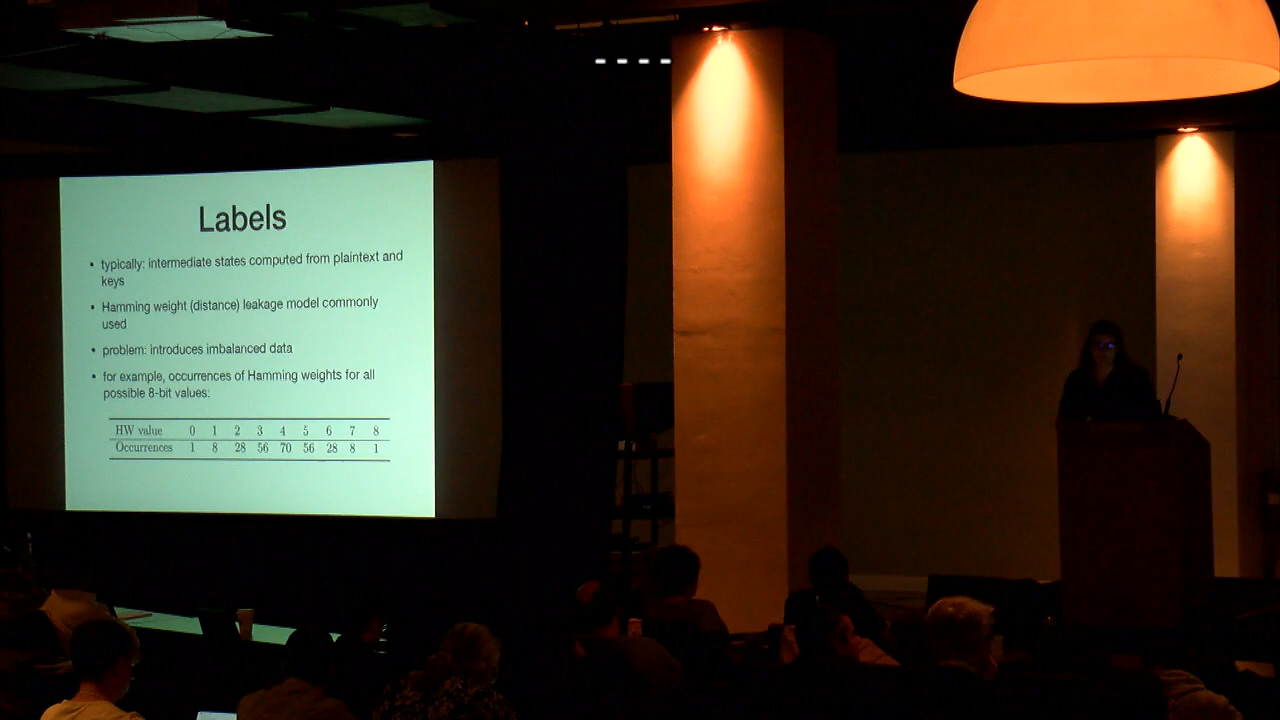 Labels
• typically: intermediate states computed from plaintext and
keys
• Hamming weight (distance) leakage model commonly
used
• problem: introduces imbalanced data
• for example, occurrences of Hamming weights for all
possible 8-bit values:
HW value 0 1 2 3 4 5 6 7 8
Occurrences 1 8 28 56 70 56 28 8 1